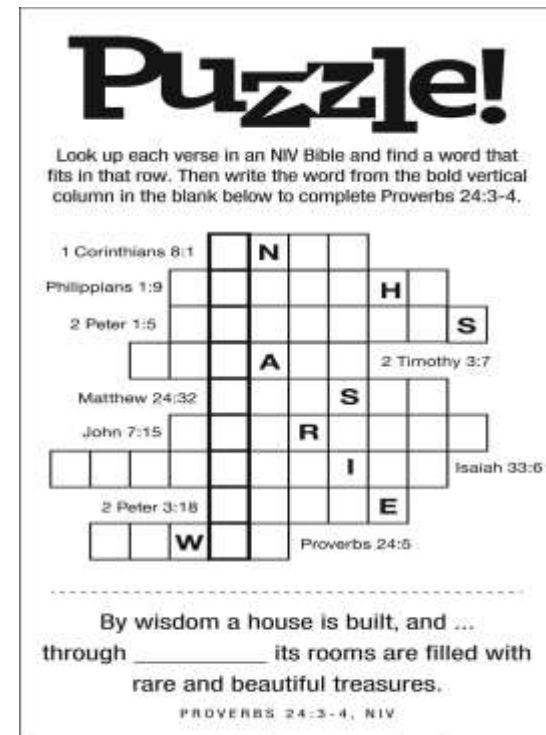 Puzzle!
Look up each verse in an NIV Bible and find a word that
fits in that row. Then write the word from the bold vertical
column in the blank below to complete Proverbs 24:3-4.
1 Corinthians 8:1 N
Philippians 1:9 H
2 Peter 1:5 S
A 2 Timothy 3:7
Matthew 24:32 S
John 7:15 R
I Isaiah 33:6
2 Peter 3:18 E
W Proverbs 24:5
By wisdom a house is built, and ...
through __________ its rooms are filled with
rare and beautiful treasures.
PROVERBS 24:3-4, NIV